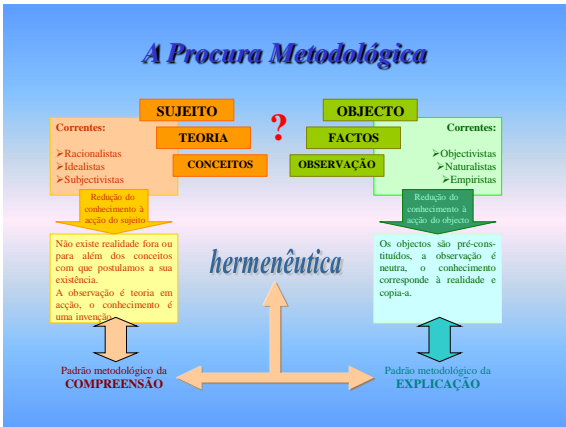 A Procura Metodológica
SUJEITO
TEORIA
CONCEITOS
?
OBJECTO
FACTOS
OBSERVAÇÃO
Correntes:
➢Racionalistas
➢Idealistas
➢Subjectivistas
Correntes:
➢Objectivistas
➢Naturalistas
➢Empiristas
Redução do
conhecimento à
acção do sujeito
Redução do
conhecimento à
acção do objecto
Não existe realidade fora ou
para além dos conceitos
com que postulamos a sua
existência.
A observação é teoria em
acção, o conhecimento é
uma invenção
hermenêutica
Os objectos são pré-cons-
tituídos, a observação é
neutra, o conhecimento
corresponde à realidade e
copia-a.
Padrão metodológico da
COMPREENSÃO
Padrão metodológico da
EXPLICAÇÃO